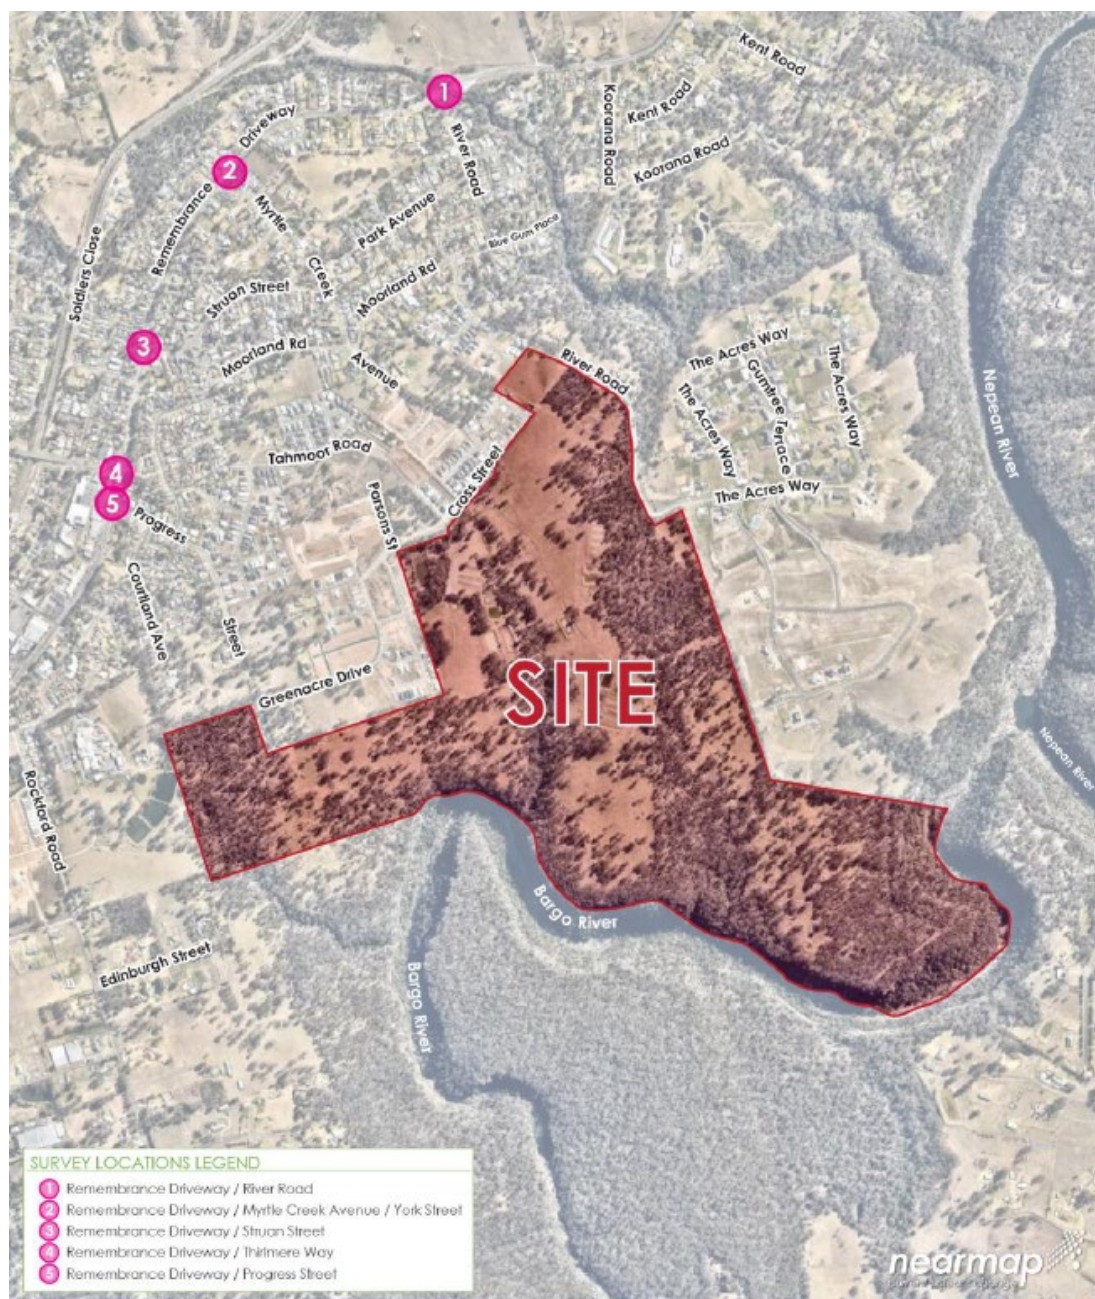 Kent Road
1
Koorana Road
Kent Road
Driveway
River Road
Koorana Road
2
Remembrance
Myrtle
Park Avenue
Blue Gum Place
Soldiers Close
Creek
Moorland Rd
Struan Street
3
Moorland Rd
Avenue
River Road
The Acres Way
Gumtree Terrace
The Acres Way
The Acres Way
Nepean River
Tahmoor Road
Cross Street
4
The Acres Way
5
Progress
Parsons St
Courtland Ave
Street
Greenacre Drive
SITE
Nepean River
Rockford Road
Bargo River
Edinburgh Street
Bargo River
SURVEY LOCATIONS LEGEND
1 Remembrance Driveway / River Road
2 Remembrance Driveway / Myrtle Creek Avenue / York Street
3 Remembrance Driveway / Struan Street
4 Remembrance Driveway / Thirlmere Way
5 Remembrance Driveway / Progress Street
nearmap